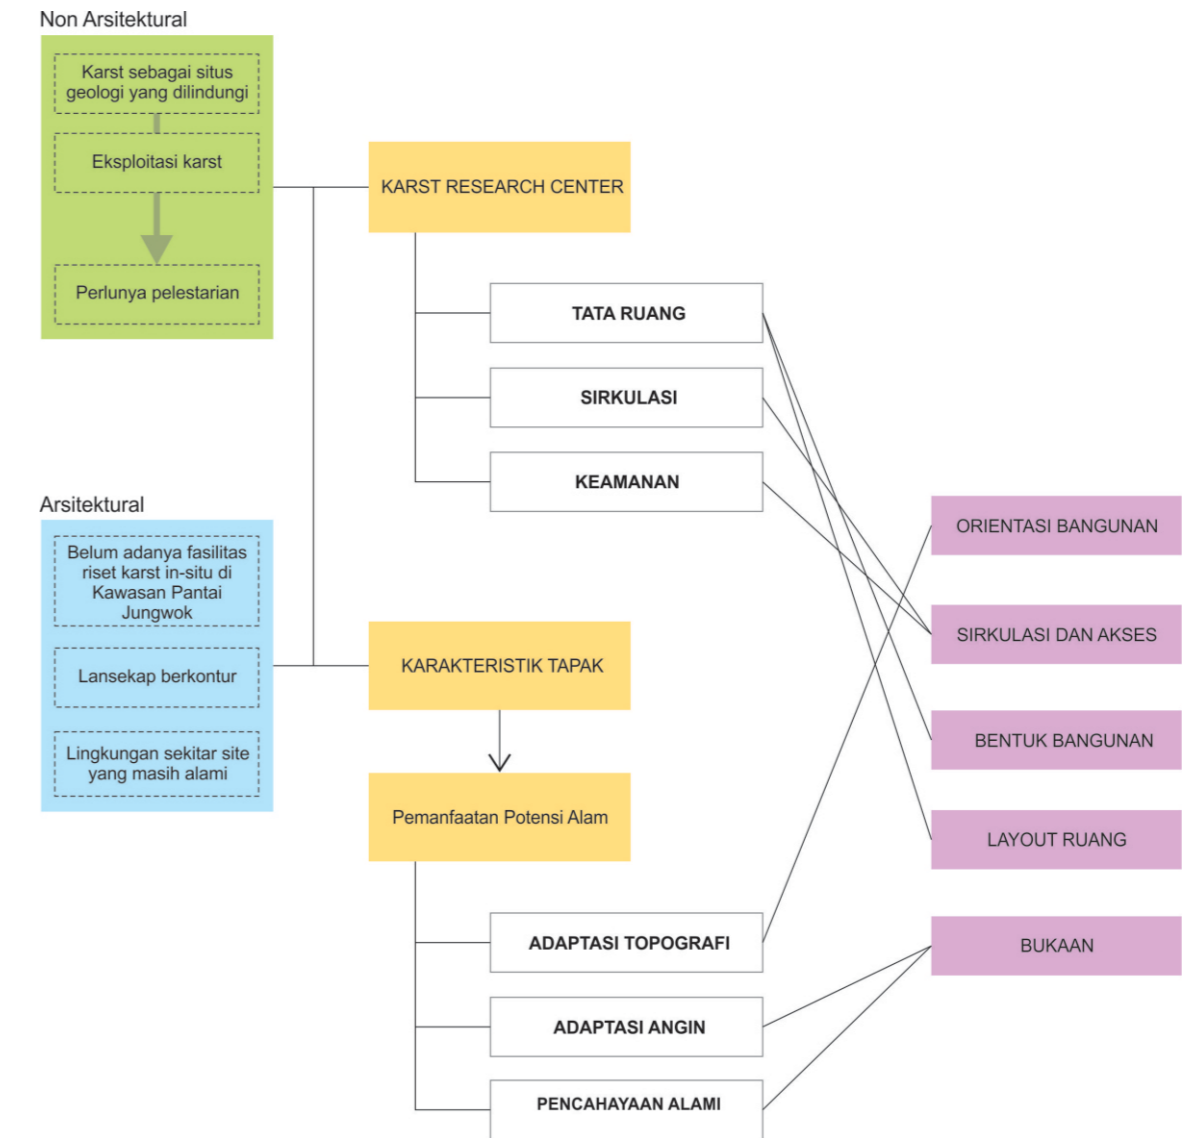 Non Arsitektural
Karst sebagai situs
geologi yang dilindungi
Eksploitasi karst
Perlunya pelestarian
KARST RESEARCH CENTER
TATA RUANG
SIRKULASI
KEAMANAN
Arsitektural
Belum adanya fasilitas
riset karst in-situ di
Kawasan Pantai
Jungwok
Lansekap berkontur
Lingkungan sekitar site
yang masih alami
KARAKTERISTIK TAPAK
Pemanfaatan Potensi Alam
ADAPTASI TOPOGRAFI
ADAPTASI ANGIN
PENCAHAYAAN ALAMI
ORIENTASI BANGUNAN
SIRKULASI DAN AKSES
BENTUK BANGUNAN
LAYOUT RUANG
BUKAAN